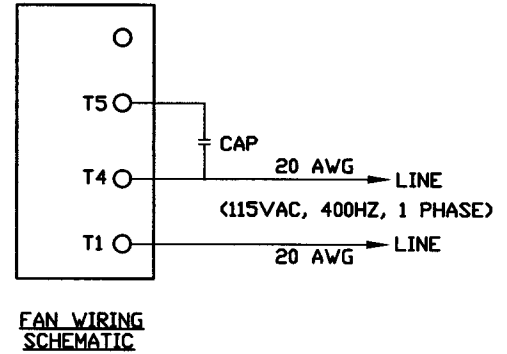 T5
CAP
T4
20 AWG
LINE
(115VAC, 400HZ, 1 PHASE)
T1
LINE
20 AWG
FAN WIRING
SCHEMATIC